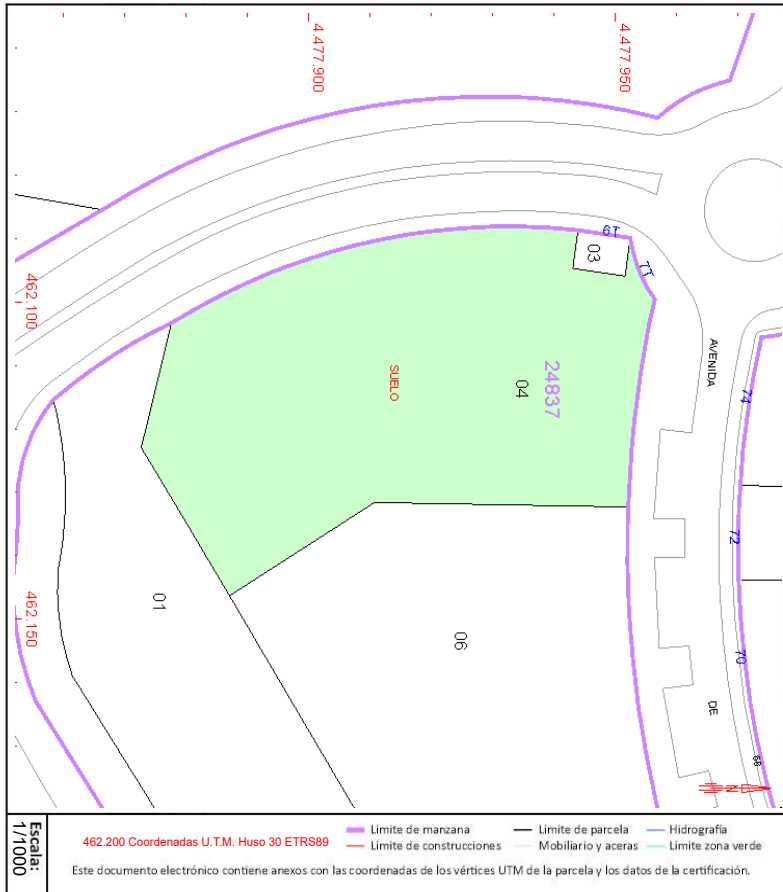 4.477.900
4.477.950
6T
03
7T
462,100
AVENIDA
24837
04
SUELO
74
72
01
462,150
06
70
DE
68
N
Escala:
1/1000
462.200 Coordenadas U.T.M. Huso 30 ETRS89
Límite de manzana
Límite de parcela
Hidrografía
Límite de construcciones
Mobiliario y aceras
Límite zona verde
Este documento electrónico contiene anexos con las coordenadas de los vértices UTM de la parcela y los datos de la certificación.